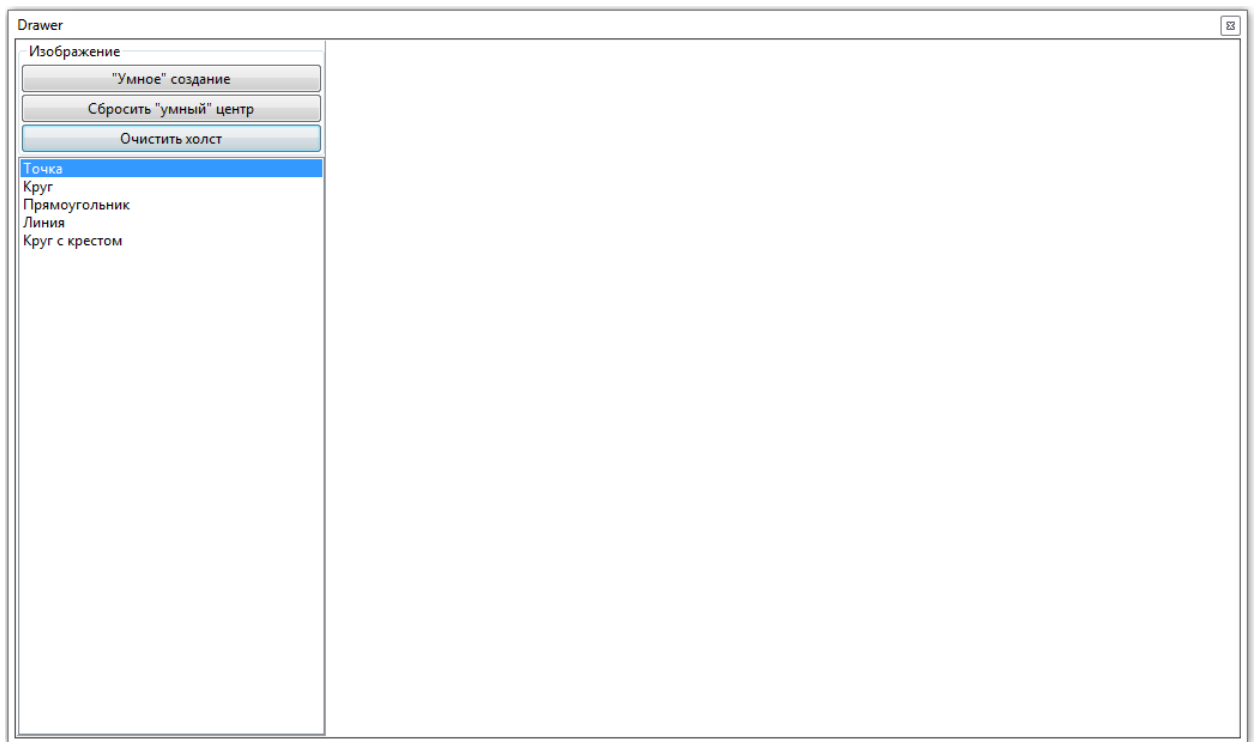 Drawer
Изображение
"Умное" создание
Сбросить "умный" центр
Очистить холст
Точка
Круг
Прямоугольник
Линия
Круг с крестом